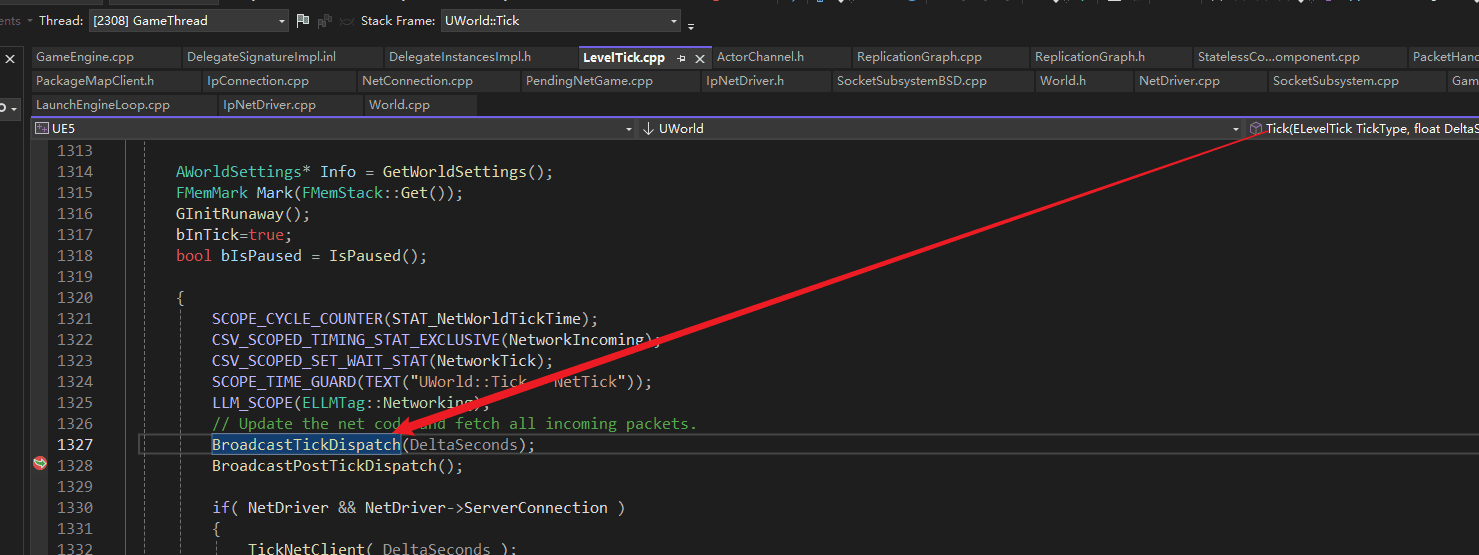 ents Thread: [2308] GameThread Stack Frame: UWorld::Tick
GameEngine.cpp DelegateSignatureImpl.inl DelegateInstancesImpl.h LevelTick.cpp ActorChannel.h ReplicationGraph.cpp ReplicationGraph.h StatelessCo...omponent.cpp PacketHan
PackageMapClient.h IpConnection.cpp NetConnection.cpp PendingNetGame.cpp IpNetDriver.h SocketSubsystemBSD.cpp World.h NetDriver.cpp SocketSubsystem.cpp Gam
LaunchEngineLoop.cpp IpNetDriver.cpp World.cpp
UE5 UWorld Tick(ELevelTick TickType, float DeltaS
1313
1314 AWorldSettings* Info = GetWorldSettings();
1315 FMemMark Mark(FMemStack::Get());
1316 GInitRunaway();
1317 bInTick=true;
1318 bool bIsPaused = IsPaused();
1319
1320 {
1321 SCOPE_CYCLE_COUNTER(STAT_NetWorldTickTime);
1322 CSV_SCOPED_TIMING_STAT_EXCLUSIVE(NetworkIncoming);
1323 CSV_SCOPED_SET_WAIT_STAT(NetworkTick);
1324 SCOPE_TIME_GUARD(TEXT("UWorld::Tick NetTick"));
1325 LLM_SCOPE(ELLMTag::Networking);
1326 // Update the net cod and fetch all incoming packets.
1327 BroadcastTickDispatch(DeltaSeconds);
1328 BroadcastPostTickDispatch();
1329
1330 if( NetDriver && NetDriver->ServerConnection )
1331 {
1332 TickNetClient( DeltaSeconds );